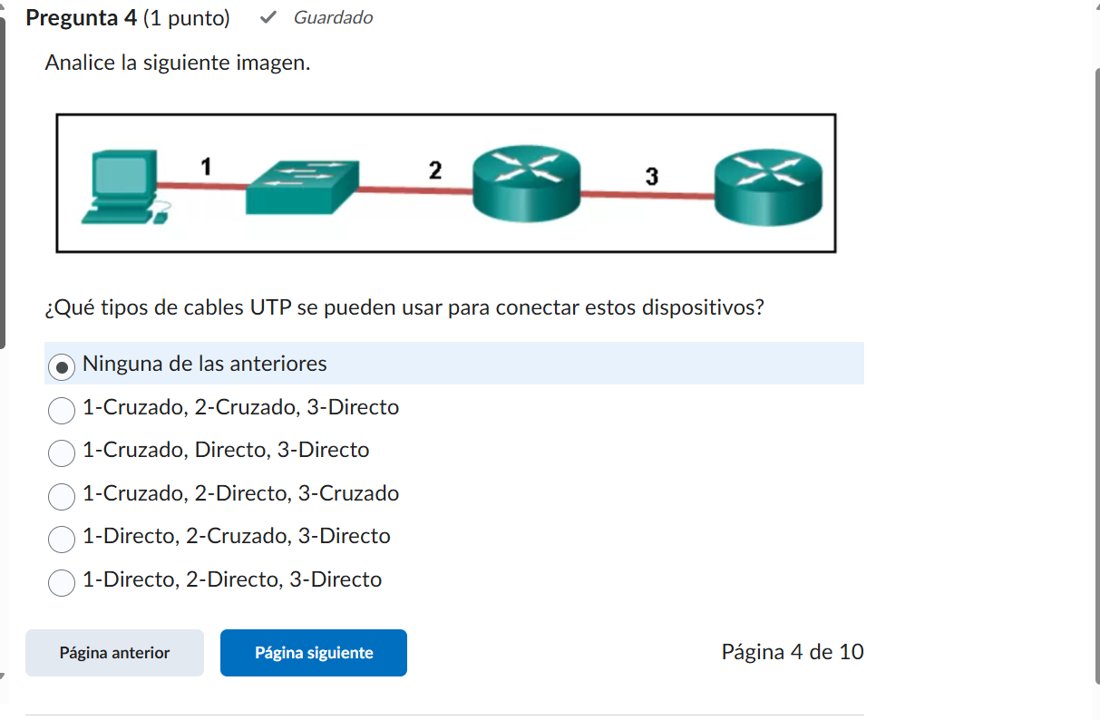 Pregunta 4 (1 punto) ✓ Guardado
Analice la siguiente imagen.
1 2 3
¿Qué tipos de cables UTP se pueden usar para conectar estos dispositivos?
Ninguna de las anteriores
1-Cruzado, 2-Cruzado, 3-Directo
1-Cruzado, Directo, 3-Directo
1-Cruzado, 2-Directo, 3-Cruzado
1-Directo, 2-Cruzado, 3-Directo
1-Directo, 2-Directo, 3-Directo
Página anterior Página siguiente Página 4 de 10